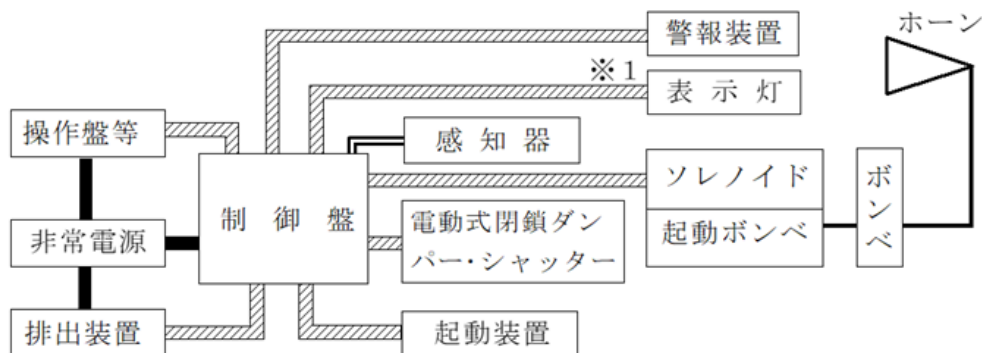 ホーン
警報装置
※1
表示灯
操作盤等
感知器
制御盤
ソレノイド
起動ボンベ
ボンベ
非常電源
電動式閉鎖ダン
パー・シャッター
排出装置
起動装置